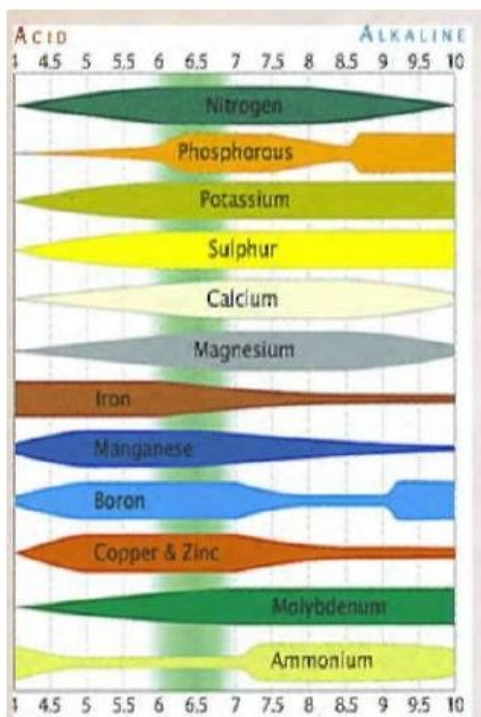 ACID ALKALINE
4 4.5 5 5.5 6 6.5 7 7.5 8 8.5 9 9.5 10
Nitrogen
Phosphorous
Potassium
Sulphur
Calcium
Magnesium
Iron
Manganese
Boron
Copper & Zinc
Molybdenum
Ammonium
4 4.5 5 5.5 6 6.5 7 7.5 8 8.5 9 9.5 10